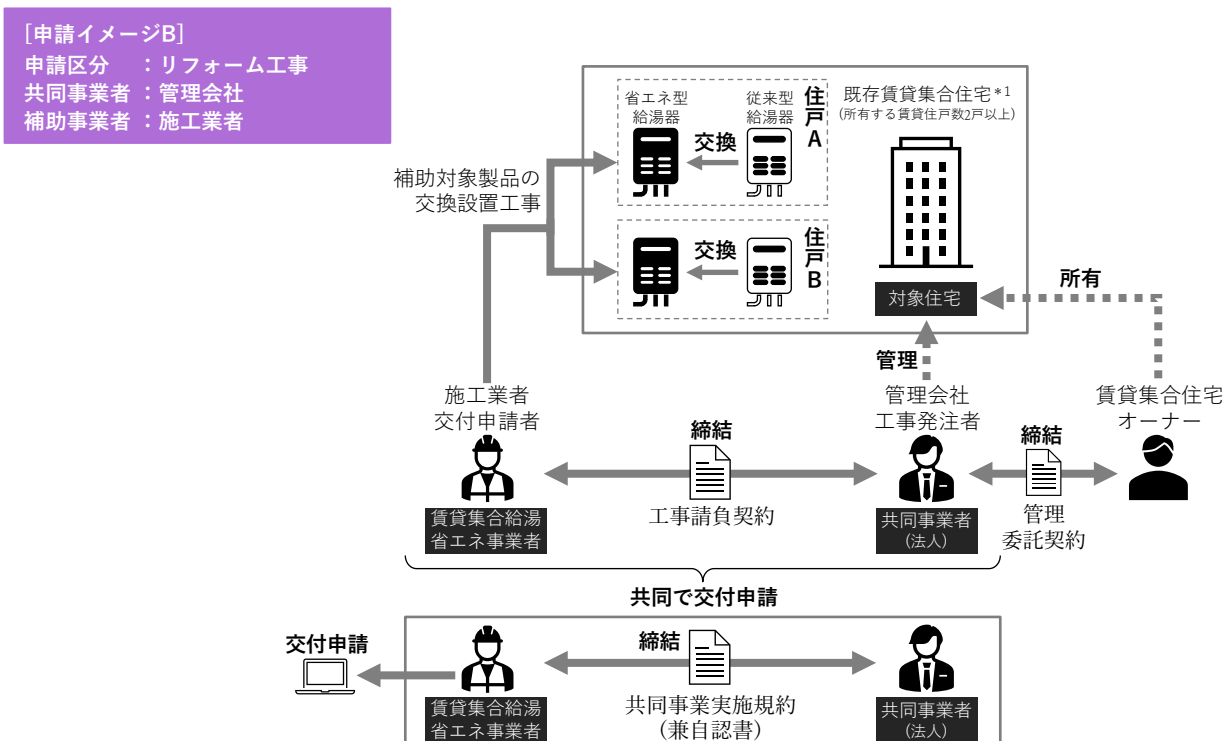 [申請イメージB]
申請区分　：リフォーム工事
共同事業者：管理会社
補助事業者：施工業者
省エネ型
給湯器
従来型
給湯器
交換
住戸A
既存賃貸集合住宅*1
(所有する賃貸住戸数2戸以上)
補助対象製品の
交換設置工事
交換
住戸B
対象住宅
所有
管理
施工業者
交付申請者
管理会社
工事発注者
賃貸集合住宅
オーナー
締結
締結
賃貸集合給湯
省エネ事業者
工事請負契約
共同事業者
(法人)
管理
委託契約
共同で交付申請
交付申請
締結
賃貸集合給湯
省エネ事業者
共同事業実施規約
(兼自認書)
共同事業者
(法人)